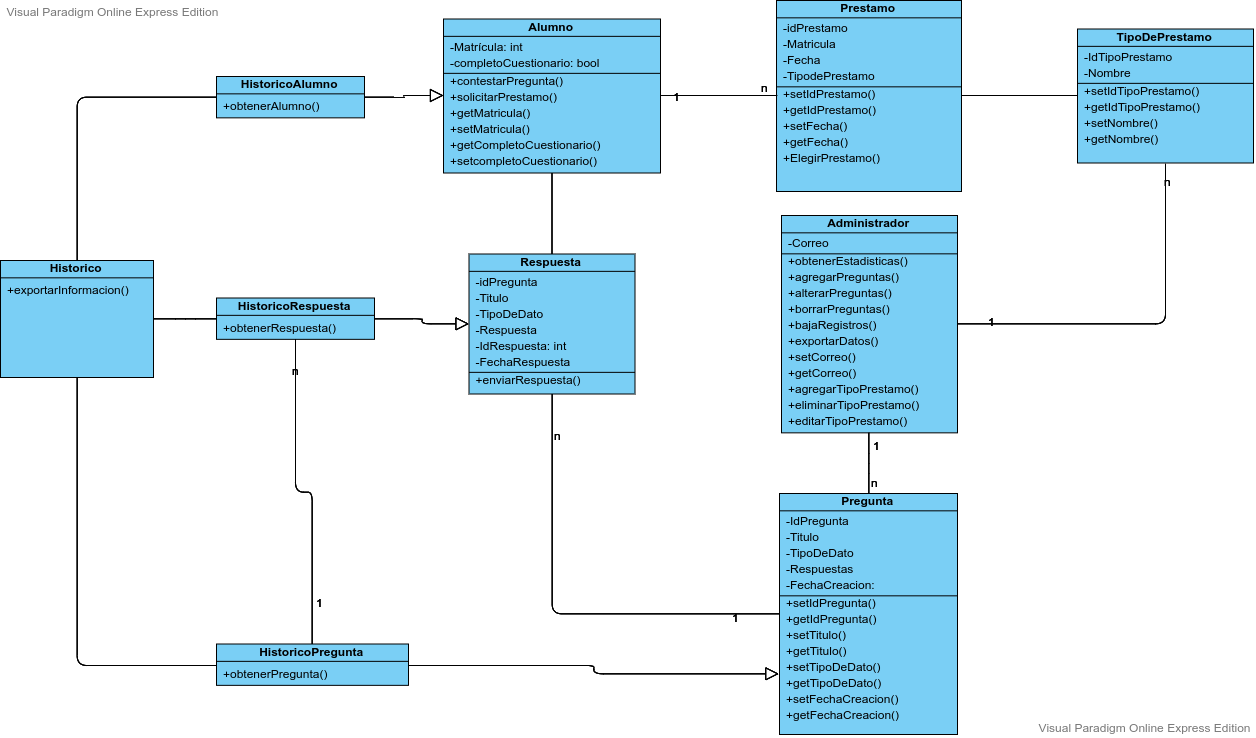 Visual Paradigm Online Express Edition
Alumno
-Matrícula: int
-completoCuestionario: bool
+contestarPregunta()
+solicitarPrestamo()
+getMatricula()
+setMatricula()
+getCompletoCuestionario()
+setcompletoCuestionario()
1
n
Prestamo
-idPrestamo
-Matricula
-Fecha
-TipodePrestamo
+setIdPrestamo()
+getIdPrestamo()
+setFecha()
+getFecha()
+ElegirPrestamo()
TipoDePrestamo
-IdTipoPrestamo
-Nombre
+setIdTipoPrestamo()
+getIdTipoPrestamo()
+setNombre()
+getNombre()
n
HistoricoAlumno
+obtenerAlumno()
Historico
+exportarInformacion()
HistoricoRespuesta
+obtenerRespuesta()
n
1
Respuesta
-idPregunta
-Titulo
-TipoDeDato
-Respuesta
-IdRespuesta: int
-FechaRespuesta
+enviarRespuesta()
n
1
Administrador
-Correo
+obtenerEstadisticas()
+agregarPreguntas()
+alterarPreguntas()
+borrarPreguntas()
+bajaRegistros()
+exportarDatos()
+setCorreo()
+getCorreo()
+agregarTipoPrestamo()
+eliminarTipoPrestamo()
+editarTipoPrestamo()
1
1
n
HistoricoPregunta
+obtenerPregunta()
Pregunta
-IdPregunta
-Titulo
-TipoDeDato
-Respuestas
-FechaCreacion:
+setIdPregunta()
+getIdPregunta()
+setTitulo()
+getTitulo()
+setTipoDeDato()
+getTipoDeDato()
+setFechaCreacion()
+getFechaCreacion()
Visual Paradigm Online Express Edition